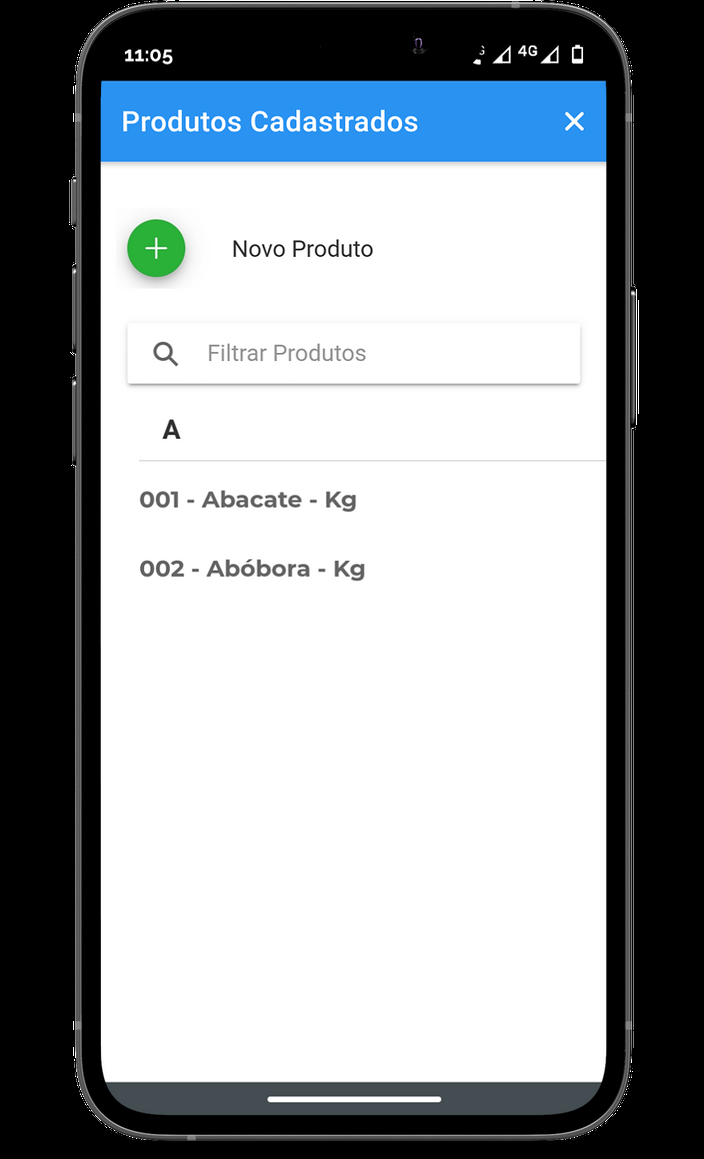 11:05
4G
Produtos Cadastrados
Novo Produto
Filtrar Produtos
A
001 - Abacate - Kg
002 - Abóbora - Kg